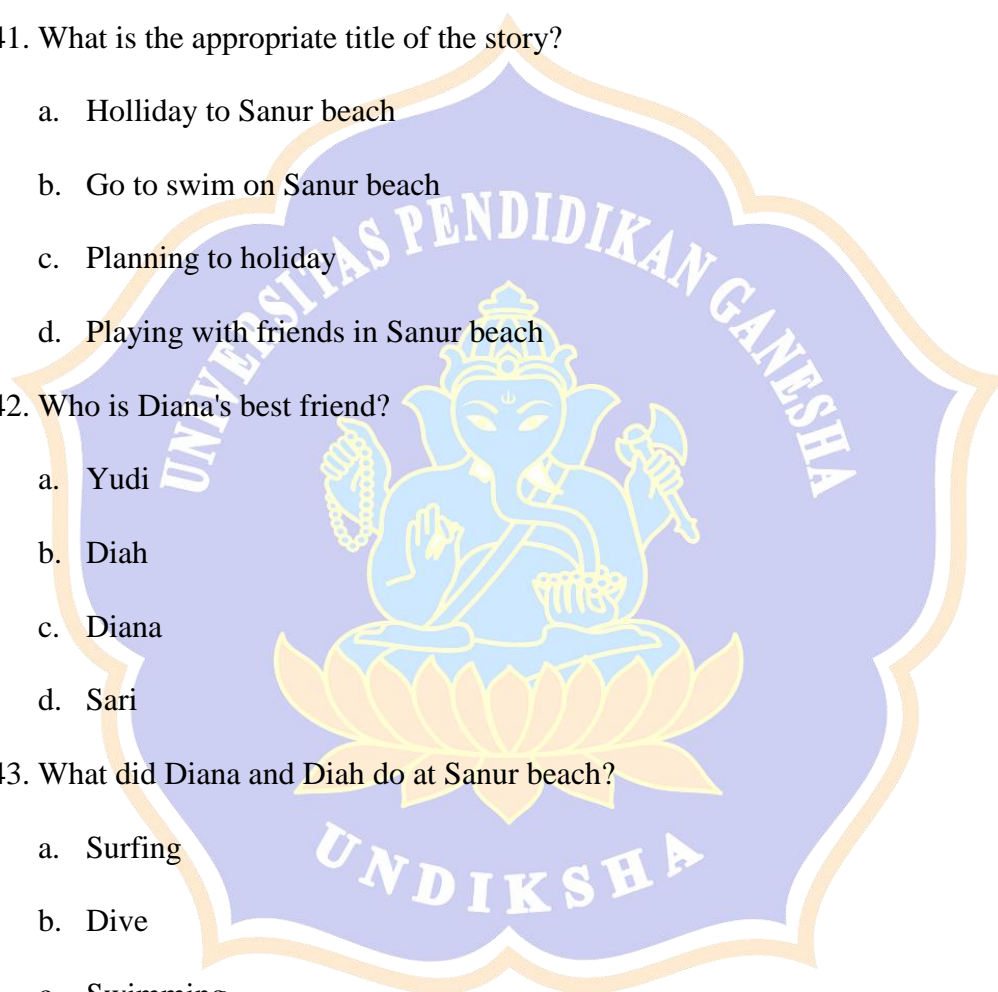 41. What is the appropriate title of the story?
a. Holliday to Sanur beach
b. Go to swim on Sanur beach
c. Planning to holiday
d. Playing with friends in Sanur beach
42. Who is Diana's best friend?
a. Yudi
b. Diah
c. Diana
d. Sari
43. What did Diana and Diah do at Sanur beach?
a. Surfing
b. Dive
c. Swimming
UNIVERSITAS PENDIDIKAN GANESHA
UNDIKSHA